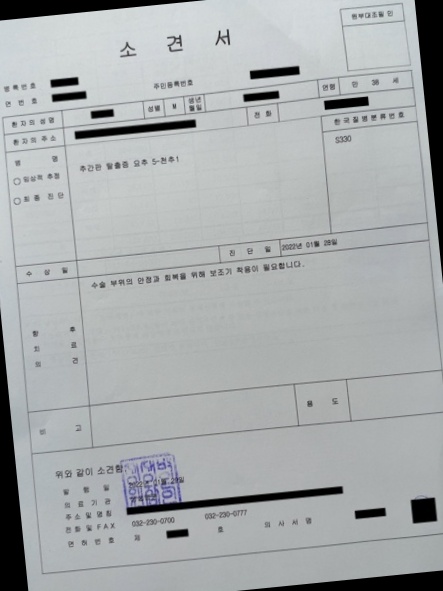 소 견 서
원부대조필 인
등록번호
연 번 호
주민등록번호
환자의 성명 성별 M 생년월일 연령 만 38 세
환자의 주소 전 화
병 명
임상적 추정
최 종 진 단
추간판 탈출증 요추 5-천추1
한국질병분류번호
S330
수 상 일 진 단 일 2022년 01월 28일
향 후 치 료 의 견
수술 부위의 안정과 회복을 위해 보조기 착용이 필요합니다.
비 고 용 도
위와 같이 소견함
발 행 일 2022년 01월 28일
의 료 기 관
주소 및 명칭
전화 및 FAX 032-230-0700 032-230-0777
면 허 번 호 제 호 의 사 서 명